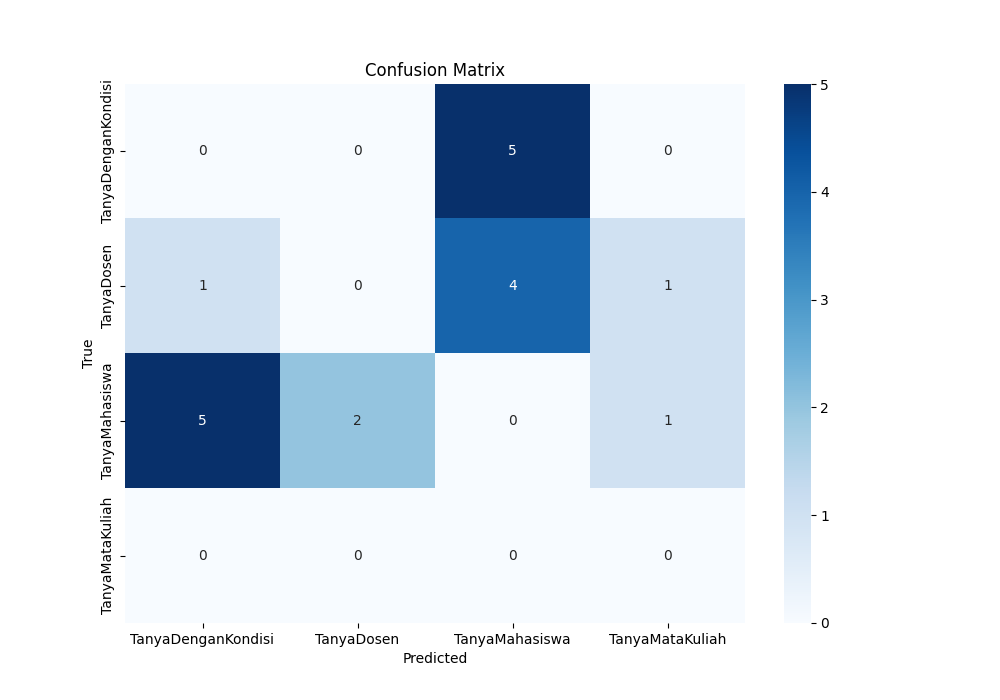 Confusion Matrix
True
TanyaDenganKondisi
0 0 5 0
TanyaDosen
1 0 4 1
TanyaMahasiswa
5 2 0 1
TanyaMataKuliah
0 0 0 0
TanyaDenganKondisi TanyaDosen TanyaMahasiswa TanyaMataKuliah
Predicted
5
4
3
2
1
0